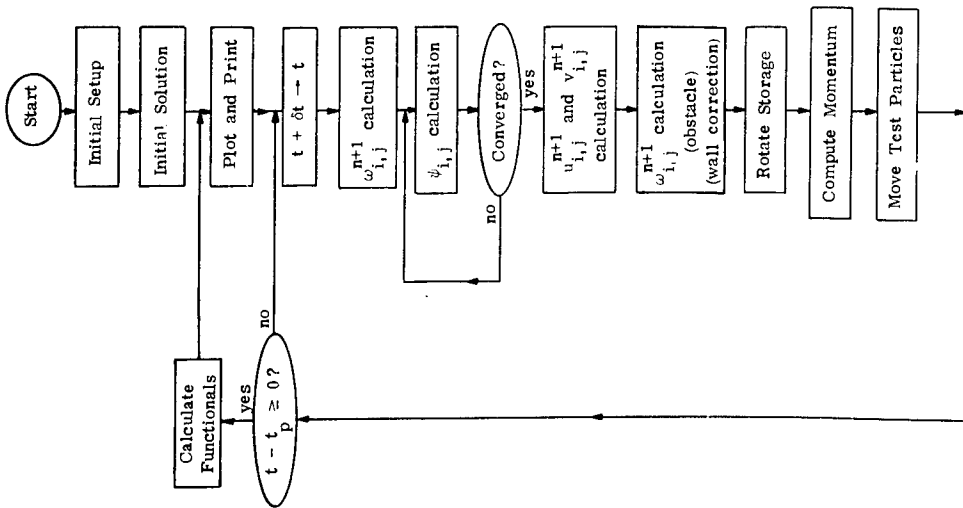 Start
Initial Setup
Initial Solution
Plot and Print
t + δt → t
ω^{n+1}_{i,j} calculation
ψ_{i,j} calculation
Converged?
no
yes
u^{n+1}_{i,j} and v^{n+1}_{i,j}
calculation
ω^{n+1}_{i,j} calculation
(obstacle)
(wall correction)
Rotate Storage
Compute Momentum
Move Test Particles
t - t_p ≥ 0?
no
yes
Calculate
Functionals